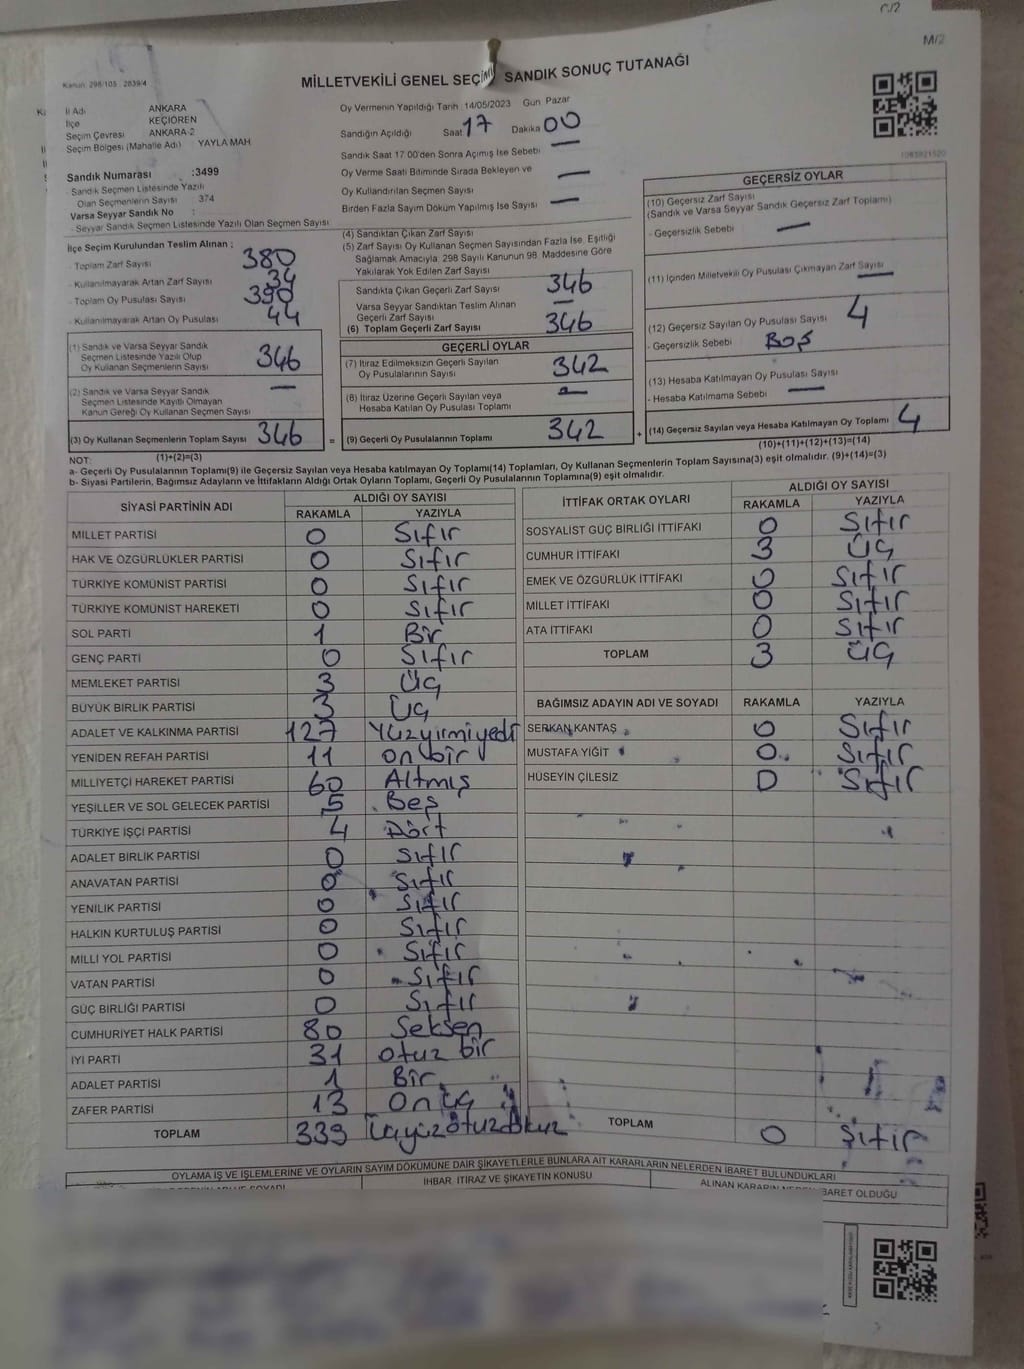 C/2
M/2
Kanun: 298/105 : 2839/4
MİLLETVEKİLİ GENEL SEÇİMİ SANDIK SONUÇ TUTANAĞI
İl Adı ANKARA
İlçe KEÇİÖREN
Seçim Çevresi ANKARA-2
Seçim Bölgesi (Mahalle Adı) YAYLA MAH
Sandık Numarası :3499
- Sandık Seçmen Listesinde Yazılı
Olan Seçmenlerin Sayısı 374
Varsa Seyyar Sandık No :
- Seyyar Sandık Seçmen Listesinde Yazılı Olan Seçmen Sayısı
İlçe Seçim Kurulundan Teslim Alınan :
- Toplam Zarf Sayısı 380
- Kullanılmayarak Artan Zarf Sayısı 34
- Toplam Oy Pusulası Sayısı 390
- Kullanılmayarak Artan Oy Pusulası 44
(1) Sandık ve Varsa Seyyar Sandık
Seçmen Listesinde Yazılı Olup
Oy Kullanan Seçmenlerin Sayısı 346
(2) Sandık ve Varsa Seyyar Sandık
Seçmen Listesinde Kayıtlı Olmayan
Kanun Gereği Oy Kullanan Seçmen Sayısı —
(3) Oy Kullanan Seçmenlerin Toplam Sayısı 346
Oy Vermenin Yapıldığı Tarih :14/05/2023 Gün: Pazar
Sandığın Açıldığı Saat 17 Dakika 00
Sandık Saat 17.00'den Sonra Açılmış İse Sebebi —
Oy Verme Saati Bitiminde Sırada Bekleyen ve
Oy Kullandırılan Seçmen Sayısı —
Birden Fazla Sayım Döküm Yapılmış İse Sayısı —
(4) Sandıktan Çıkan Zarf Sayısı
(5) Zarf Sayısı Oy Kullanan Seçmen Sayısından Fazla İse, Eşitliği
Sağlamak Amacıyla, 298 Sayılı Kanunun 98. Maddesine Göre
Yakılarak Yok Edilen Zarf Sayısı
Sandıkta Çıkan Geçerli Zarf Sayısı 346
Varsa Seyyar Sandıktan Teslim Alınan
Geçerli Zarf Sayısı —
(6) Toplam Geçerli Zarf Sayısı 346
GEÇERLİ OYLAR
(7) İtiraz Edilmeksizin Geçerli Sayılan
Oy Pusulalarının Sayısı 342
(8) İtiraz Üzerine Geçerli Sayılan veya
Hesaba Katılan Oy Pusulası Toplamı —
= (9) Geçerli Oy Pusulalarının Toplamı 342 +
GEÇERSİZ OYLAR
(10) Geçersiz Zarf Sayısı
(Sandık ve Varsa Seyyar Sandık Geçersiz Zarf Toplamı)
- Geçersizlik Sebebi —
(11) İçinden Milletvekili Oy Pusulası Çıkmayan Zarf Sayısı —
(12) Geçersiz Sayılan Oy Pusulası Sayısı 4
- Geçersizlik Sebebi BOŞ
(13) Hesaba Katılmayan Oy Pusulası Sayısı
- Hesaba Katılmama Sebebi —
(14) Geçersiz Sayılan veya Hesaba Katılmayan Oy Toplamı 4
NOT: (1)+(2)=(3) (10)+(11)+(12)+(13)=(14)
a- Geçerli Oy Pusulalarının Toplamı(9) ile Geçersiz Sayılan veya Hesaba katılmayan Oy Toplamı(14) Toplamları, Oy Kullanan Seçmenlerin Toplam Sayısına(3) eşit olmalıdır. (9)+(14)=(3)
b- Siyasi Partilerin, Bağımsız Adayların ve İttifakların Aldığı Ortak Oyların Toplamı, Geçerli Oy Pusulalarının Toplamına(9) eşit olmalıdır.
SİYASİ PARTİNİN ADI ALDIĞI OY SAYISI
RAKAMLA YAZIYLA
MİLLET PARTİSİ 0 Sıfır
HAK VE ÖZGÜRLÜKLER PARTİSİ 0 Sıfır
TÜRKİYE KOMÜNİST PARTİSİ 0 Sıfır
TÜRKİYE KOMÜNİST HAREKETİ 0 Sıfır
SOL PARTİ 1 Bir
GENÇ PARTİ 0 Sıfır
MEMLEKET PARTİSİ 3 Üç
BÜYÜK BİRLİK PARTİSİ 3 Üç
ADALET VE KALKINMA PARTİSİ 127 Yüzyirmiyedi
YENİDEN REFAH PARTİSİ 11 On bir
MİLLİYETÇİ HAREKET PARTİSİ 60 Altmış
YEŞİLLER VE SOL GELECEK PARTİSİ 5 Beş
TÜRKİYE İŞÇİ PARTİSİ 4 Dört
ADALET BİRLİK PARTİSİ 0 Sıfır
ANAVATAN PARTİSİ 0 Sıfır
YENİLİK PARTİSİ 0 Sıfır
HALKIN KURTULUŞ PARTİSİ 0 Sıfır
MİLLİ YOL PARTİSİ 0 Sıfır
VATAN PARTİSİ 0 Sıfır
GÜÇ BİRLİĞİ PARTİSİ 0 Sıfır
CUMHURİYET HALK PARTİSİ 80 Seksen
İYİ PARTİ 31 Otuz bir
ADALET PARTİSİ 1 Bir
ZAFER PARTİSİ 13 On üç
TOPLAM 339 Üçyüzotuzdokuz
İTTİFAK ORTAK OYLARI ALDIĞI OY SAYISI
RAKAMLA YAZIYLA
SOSYALİST GÜÇ BİRLİĞİ İTTİFAKI 0 Sıfır
CUMHUR İTTİFAKI 3 Üç
EMEK VE ÖZGÜRLÜK İTTİFAKI 0 Sıfır
MİLLET İTTİFAKI 0 Sıfır
ATA İTTİFAKI 0 Sıfır
TOPLAM 3 Üç
BAĞIMSIZ ADAYIN ADI VE SOYADI RAKAMLA YAZIYLA
SERKAN KANTAŞ 0 Sıfır
MUSTAFA YİĞİT 0 Sıfır
HÜSEYİN ÇİLESİZ 0 Sıfır
TOPLAM 0 Sıfır
OYLAMA İŞ VE İŞLEMLERİNE VE OYLARIN SAYIM DÖKÜMÜNE DAİR ŞİKAYETLERLE BUNLARA AİT KARARLARIN NELERDEN İBARET BULUNDUKLARI
İHBAR, İTİRAZ VE ŞİKAYETİN KONUSU
ALINAN KARARIN NEDEN İBARET OLDUĞU